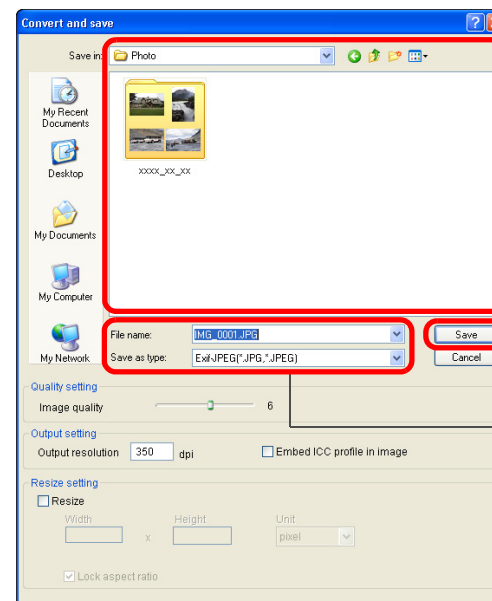 Convert and save
Save in: Photo
My Recent Documents
xxxx_xx_xx
Desktop
My Documents
My Computer
My Network
File name: IMG_0001.JPG Save
Save as type: Exif-JPEG(*.JPG,*.JPEG) Cancel
Quality setting
Image quality 6
Output setting
Output resolution 350 dpi Embed ICC profile in image
Resize setting
Resize
Width Height Unit
x pixel
Lock aspect ratio